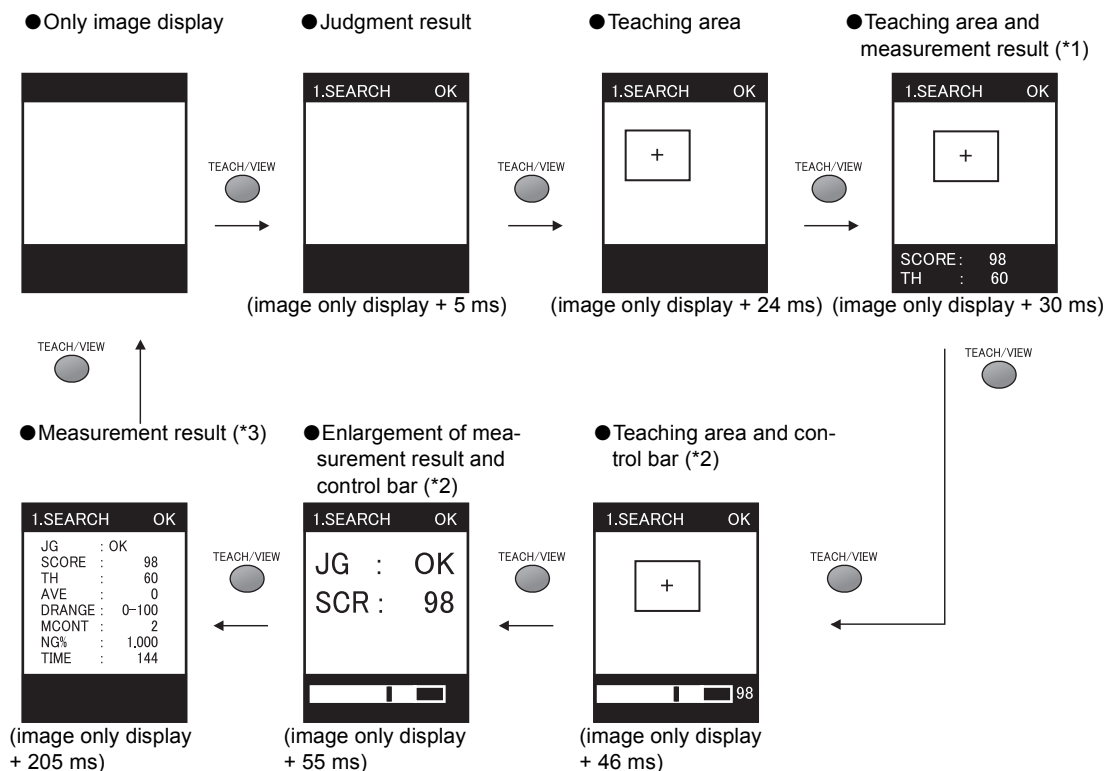 ●Only image display
●Judgment result
●Teaching area
●Teaching area and
measurement result (*1)
TEACH/VIEW
1.SEARCH OK
(image only display + 5 ms)
TEACH/VIEW
1.SEARCH OK
+
(image only display + 24 ms)
TEACH/VIEW
1.SEARCH OK
+
SCORE : 98
TH : 60
(image only display + 30 ms)
TEACH/VIEW
TEACH/VIEW
●Measurement result (*3)
●Enlargement of mea-
surement result and
control bar (*2)
●Teaching area and con-
trol bar (*2)
1.SEARCH OK
JG : OK
SCORE : 98
TH : 60
AVE : 0
DRANGE : 0-100
MCONT : 2
NG% : 1.000
TIME : 144
(image only display
+ 205 ms)
TEACH/VIEW
1.SEARCH OK
JG : OK
SCR : 98
(image only display
+ 55 ms)
TEACH/VIEW
1.SEARCH OK
+
98
(image only display
+ 46 ms)
TEACH/VIEW